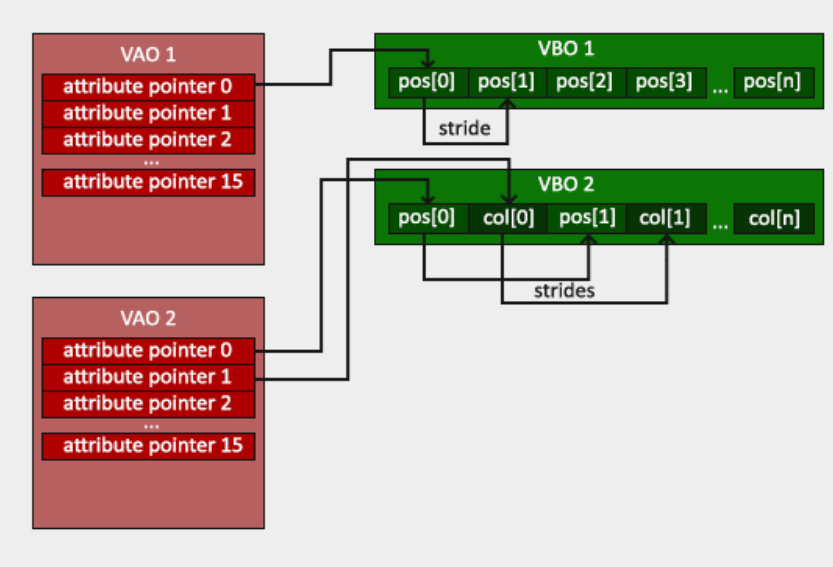 VAO 1
attribute pointer 0
attribute pointer 1
attribute pointer 2
...
attribute pointer 15
VBO 1
pos[0] pos[1] pos[2] pos[3] ... pos[n]
stride
VBO 2
pos[0] col[0] pos[1] col[1] ... col[n]
strides
VAO 2
attribute pointer 0
attribute pointer 1
attribute pointer 2
...
attribute pointer 15